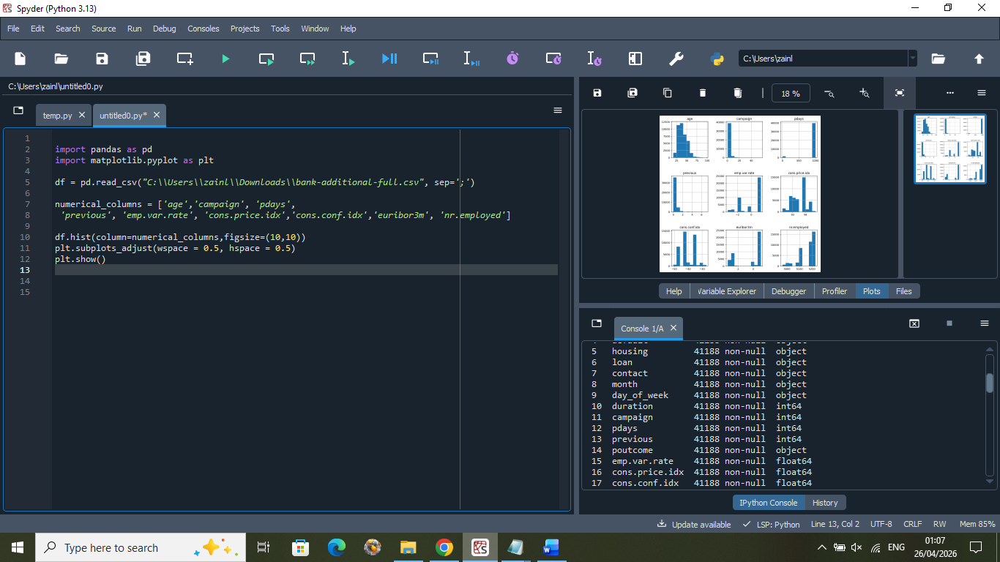 Spyder (Python 3.13)
File Edit Search Source Run Debug Consoles Projects Tools Window Help
C:\Users\zainl
C:\Users\zainl\untitled0.py
temp.py
untitled0.py*
1
2 import pandas as pd
3 import matplotlib.pyplot as plt
4
5 df = pd.read_csv("C:\\Users\\zainl\\Downloads\\bank-additional-full.csv", sep=';')
6
7 numerical_columns = ['age','campaign', 'pdays',
8 'previous', 'emp.var.rate', 'cons.price.idx','cons.conf.idx','euribor3m', 'nr.employed']
9
10 df.hist(column=numerical_columns,figsize=(10,10))
11 plt.subplots_adjust(wspace = 0.5, hspace = 0.5)
12 plt.show()
13
14
15
18 %
age campaign pdays
previous emp.var.rate cons.price.idx
cons.conf.idx euribor3m nr.employed
Help Variable Explorer Debugger Profiler Plots Files
Console 1/A
5 housing 41188 non-null object
6 loan 41188 non-null object
7 contact 41188 non-null object
8 month 41188 non-null object
9 day_of_week 41188 non-null object
10 duration 41188 non-null int64
11 campaign 41188 non-null int64
12 pdays 41188 non-null int64
13 previous 41188 non-null int64
14 poutcome 41188 non-null object
15 emp.var.rate 41188 non-null float64
16 cons.price.idx 41188 non-null float64
17 cons.conf.idx 41188 non-null float64
IPython Console History
Update available LSP: Python Line 13, Col 2 UTF-8 CRLF RW Mem 85%
Type here to search
ENG
01:07
26/04/2026